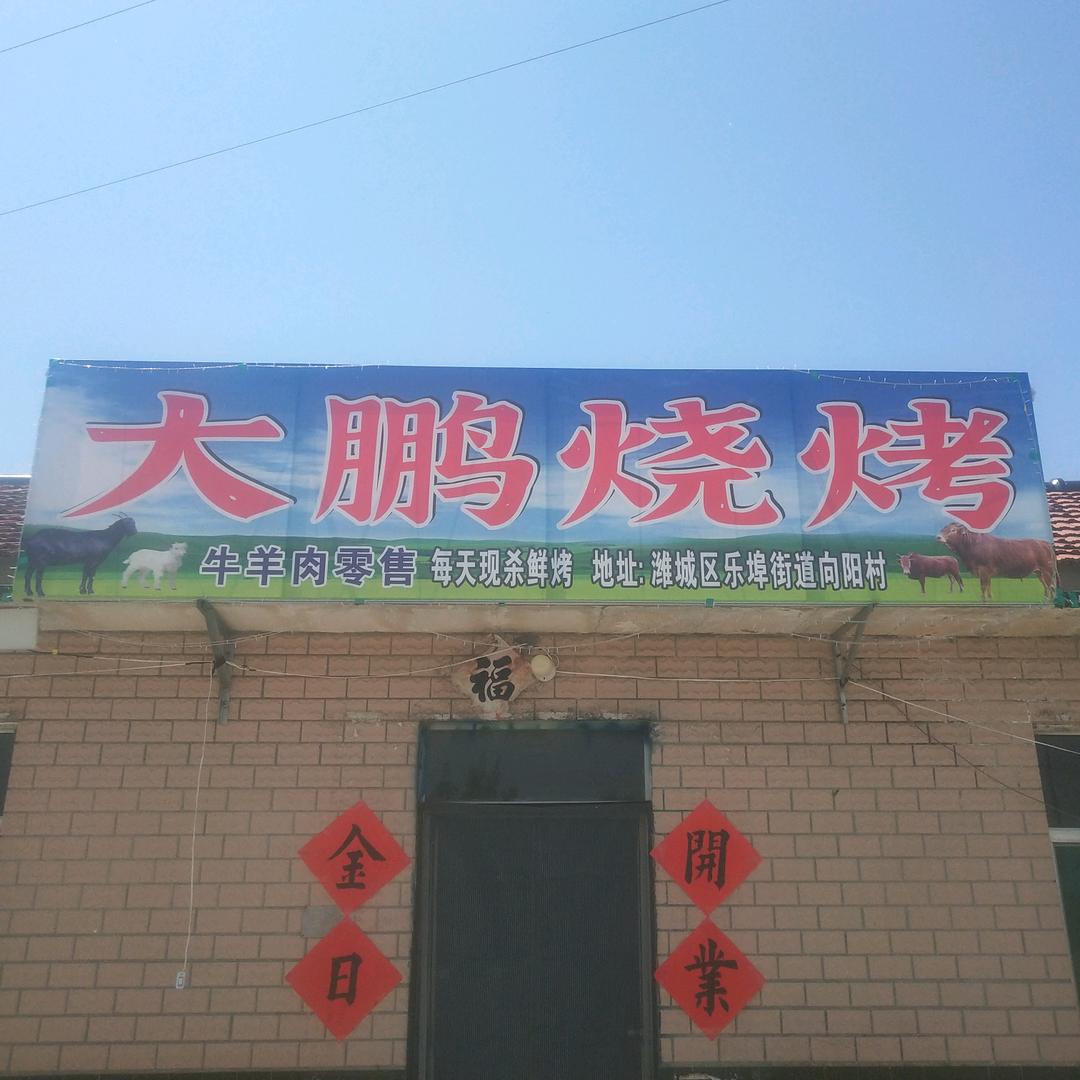 大鹏烧烤
牛羊肉零售 每天现杀鲜烤 地址:潍城区乐埠街道向阳村
福
金日
開業